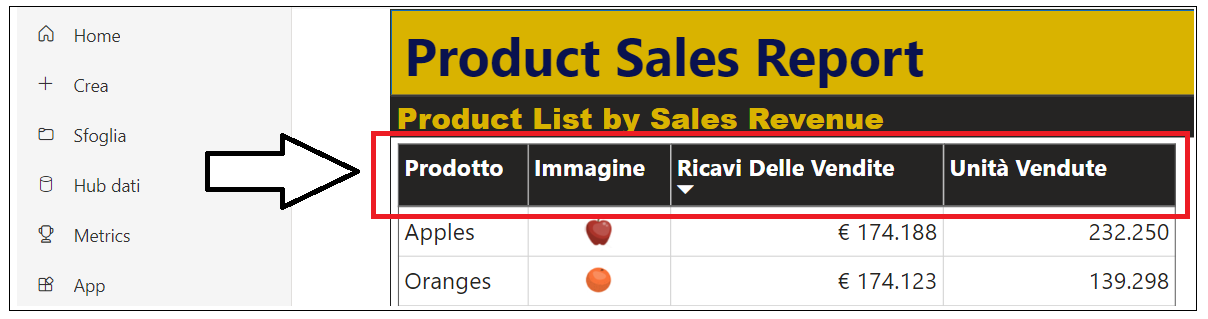 Home
Crea
Sfoglia
Hub dati
Metrics
App
Product Sales Report
Product List by Sales Revenue
Prodotto Immagine Ricavi Delle Vendite Unità Vendute
Apples € 174.188 232.250
Oranges € 174.123 139.298